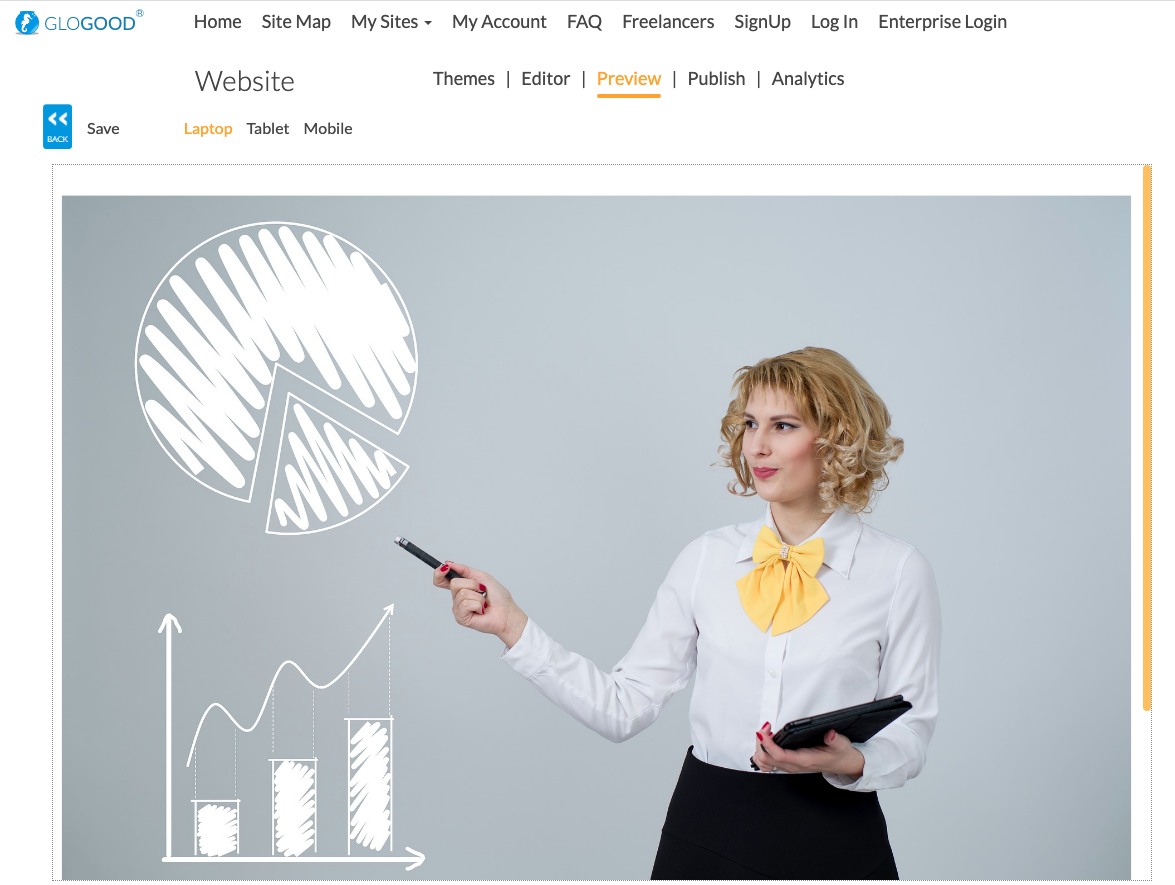 GLOGOOD® Home Site Map My Sites My Account FAQ Freelancers SignUp Log In Enterprise Login
Website Themes | Editor | Preview | Publish | Analytics
BACK Save Laptop Tablet Mobile